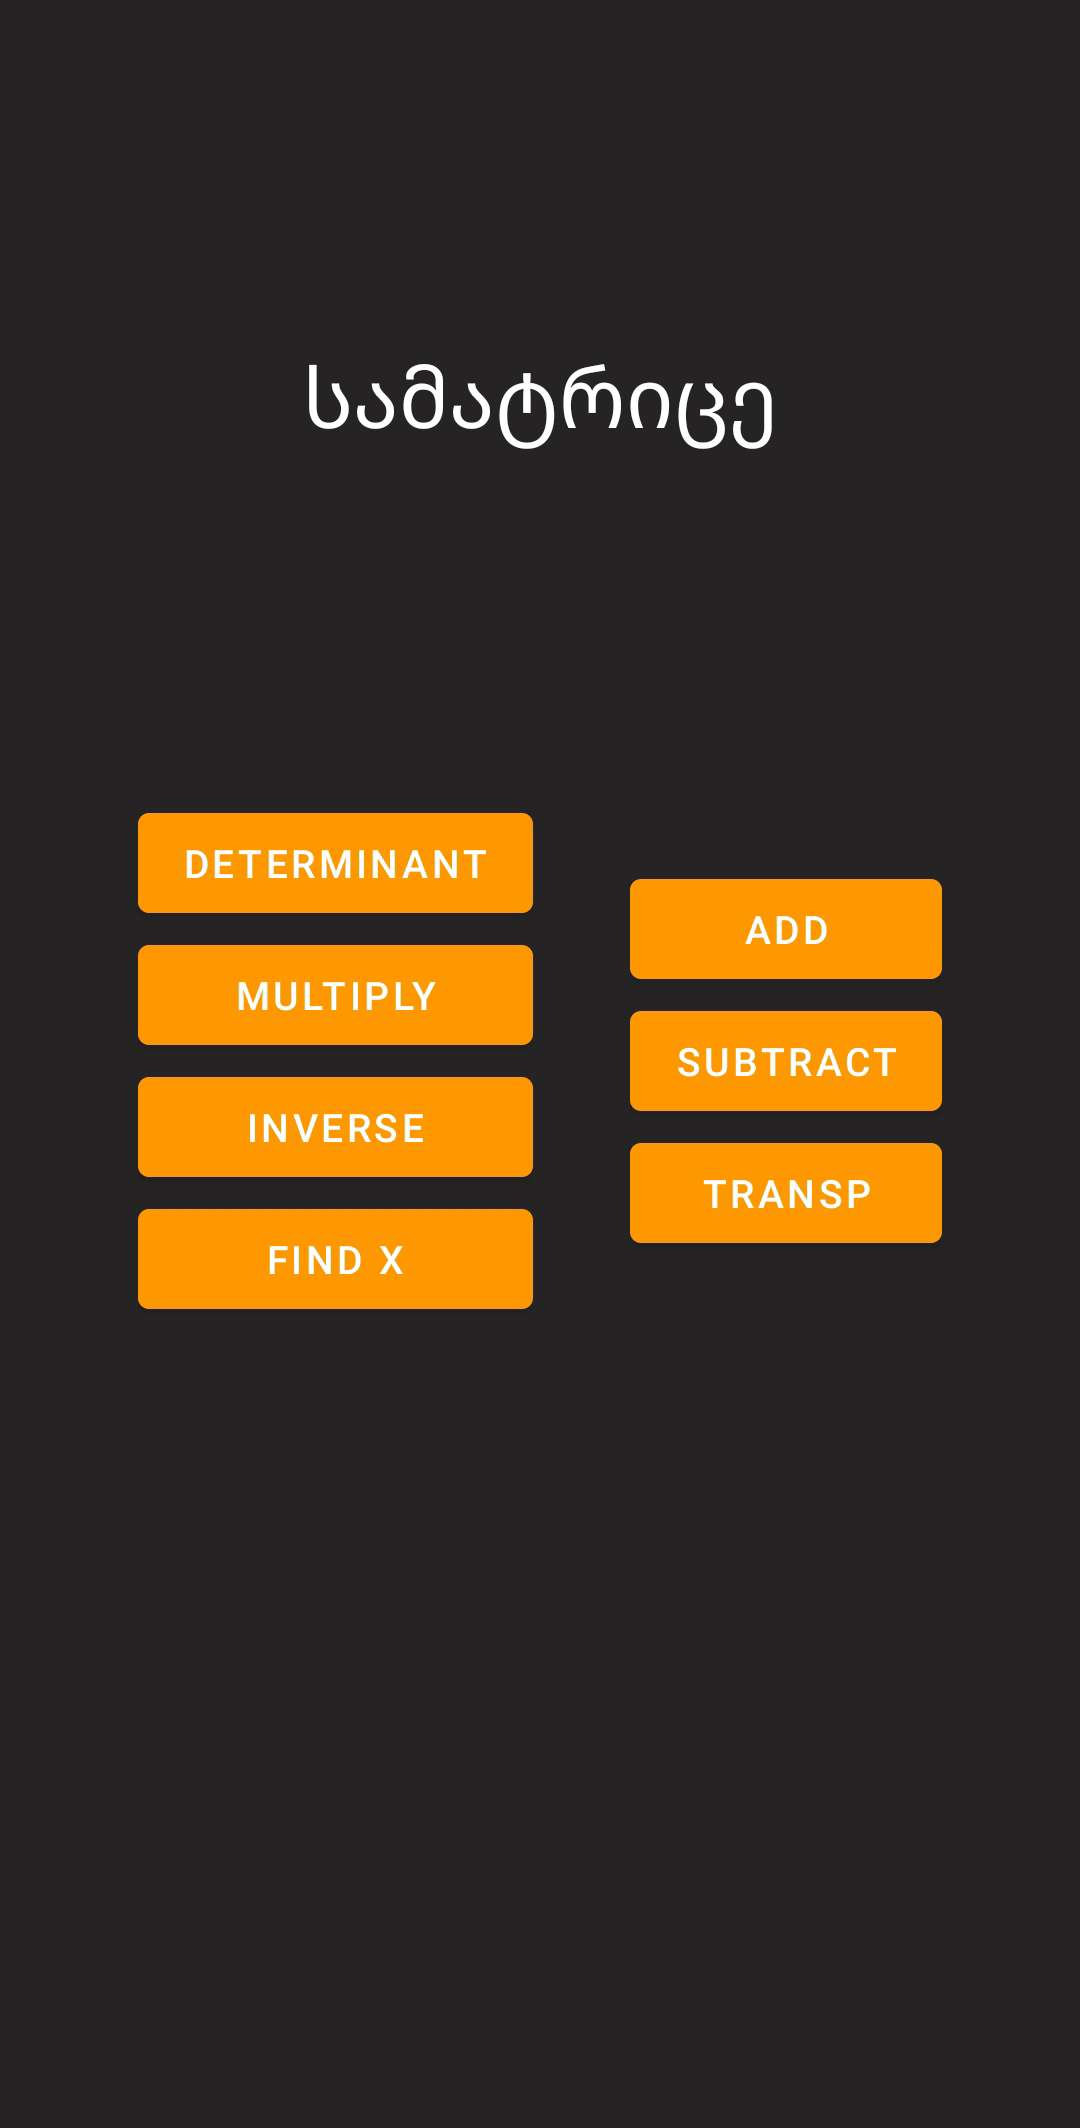 სამატრიცე
DETERMINANT
MULTIPLY
INVERSE
FIND X
ADD
SUBTRACT
TRANSP